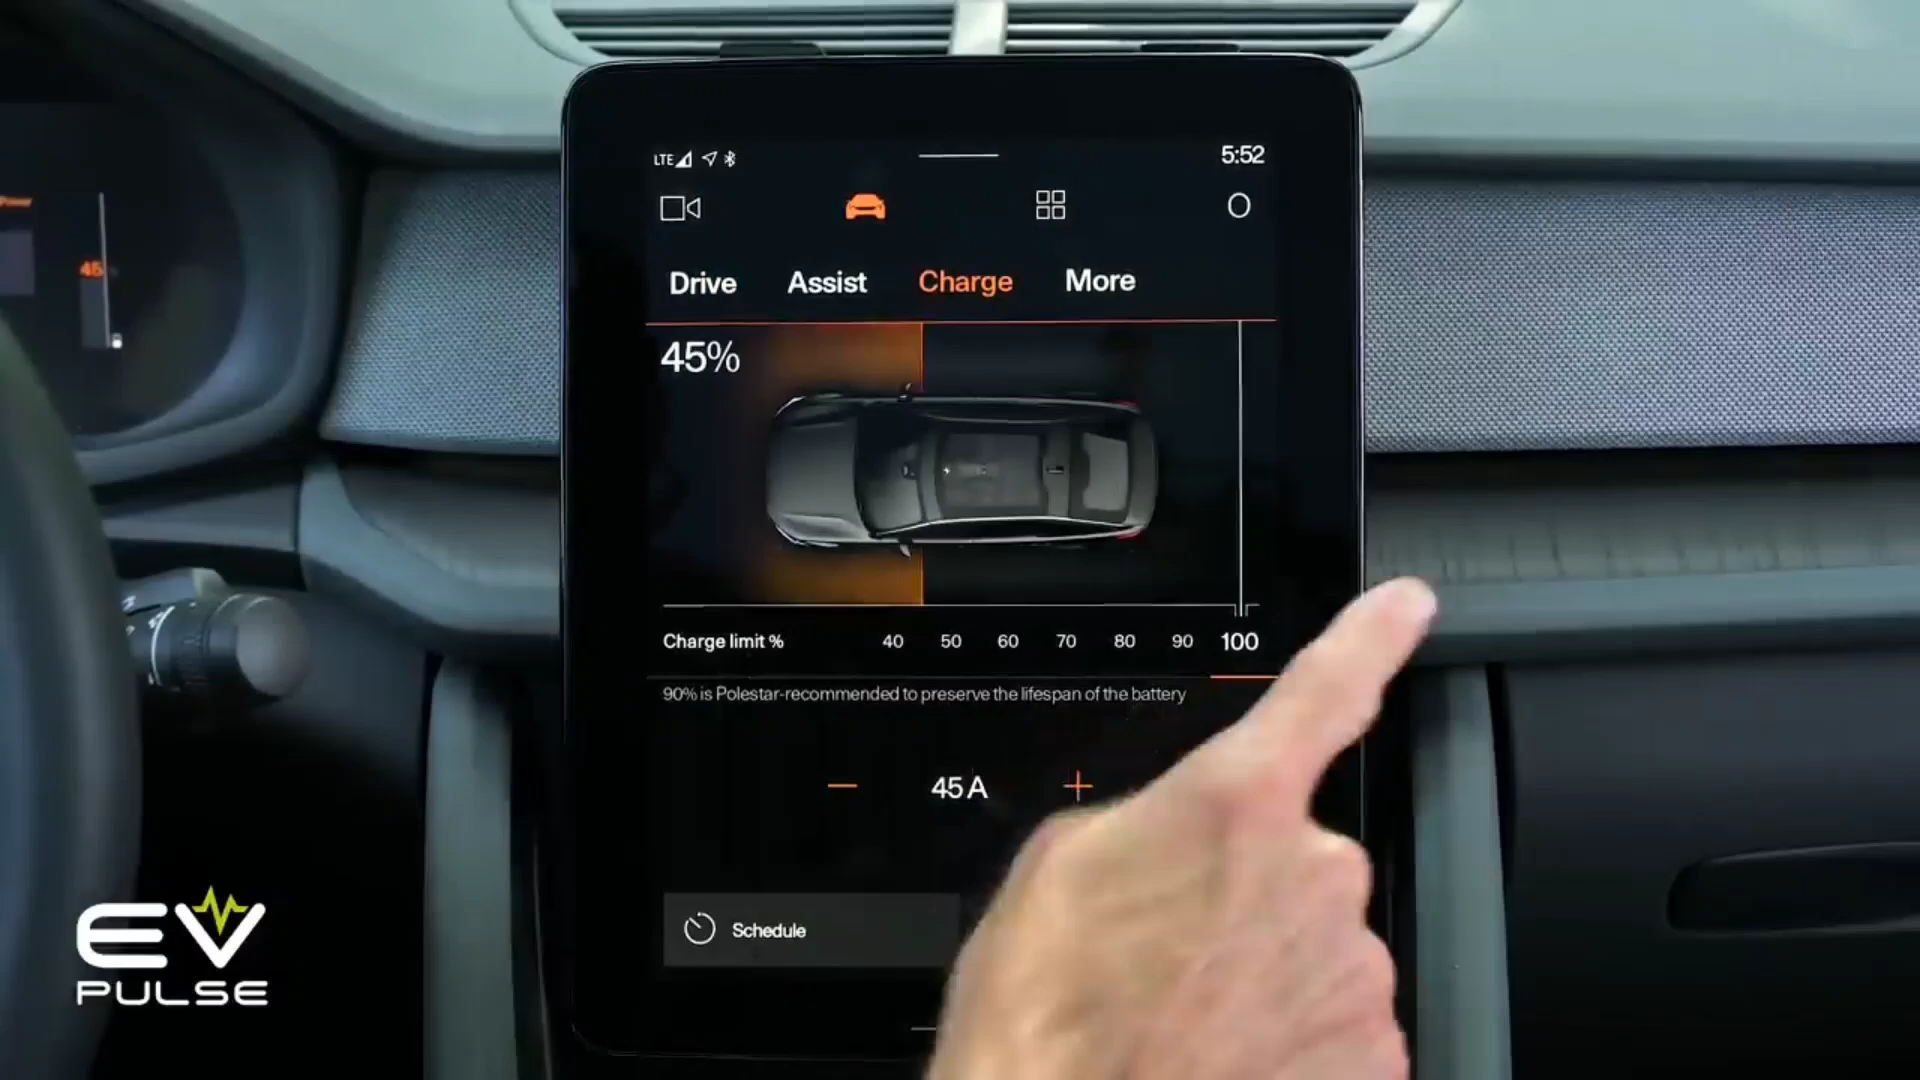 LTE 5:52
Drive Assist Charge More
45%
Charge limit % 40 50 60 70 80 90 100
90% is Polestar-recommended to preserve the lifespan of the battery
45 A
Schedule
45
EV
PULSE